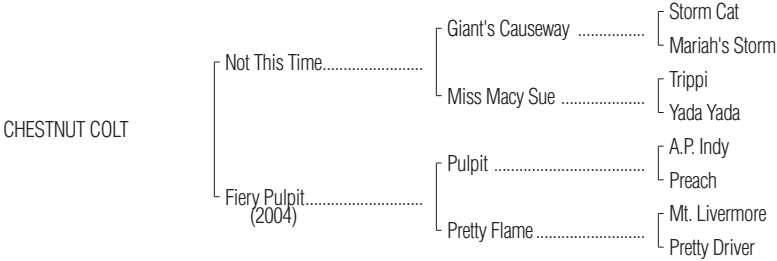 Storm Cat
Giant's Causeway ................
Mariah's Storm
Not This Time........................
Trippi
Miss Macy Sue ....................
Yada Yada
CHESTNUT COLT
A.P. Indy
Pulpit ....................................
Preach
Fiery Pulpit............................
(2004)
Mt. Livermore
Pretty Flame..........................
Pretty Driver